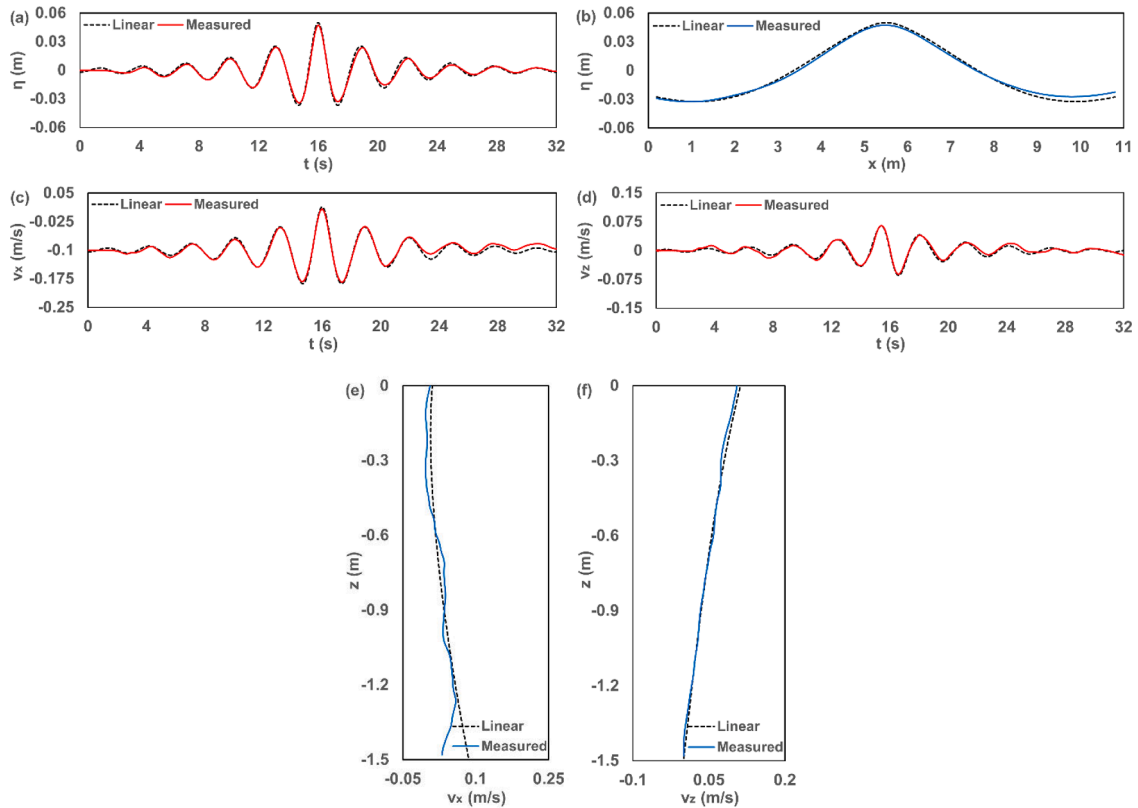 (a)
0.06
0.03
0
-0.03
-0.06
η (m)
Linear
Measured
0 4 8 12 16 20 24 28 32
t (s)
(b)
0.06
0.03
0
-0.03
-0.06
η (m)
Linear
Measured
0 1 2 3 4 5 6 7 8 9 10 11
x (m)
(c)
0.05
-0.025
-0.1
-0.175
-0.25
vx (m/s)
Linear
Measured
0 4 8 12 16 20 24 28 32
t (s)
(d)
0.15
0.075
0
-0.075
-0.15
vz (m/s)
Linear
Measured
0 4 8 12 16 20 24 28 32
t (s)
(e)
0
-0.3
-0.6
-0.9
-1.2
-1.5
z (m)
Linear
Measured
-0.05 0.1 0.25
vx (m/s)
(f)
0
-0.3
-0.6
-0.9
-1.2
-1.5
z (m)
Linear
Measured
-0.1 0.05 0.2
vz (m/s)